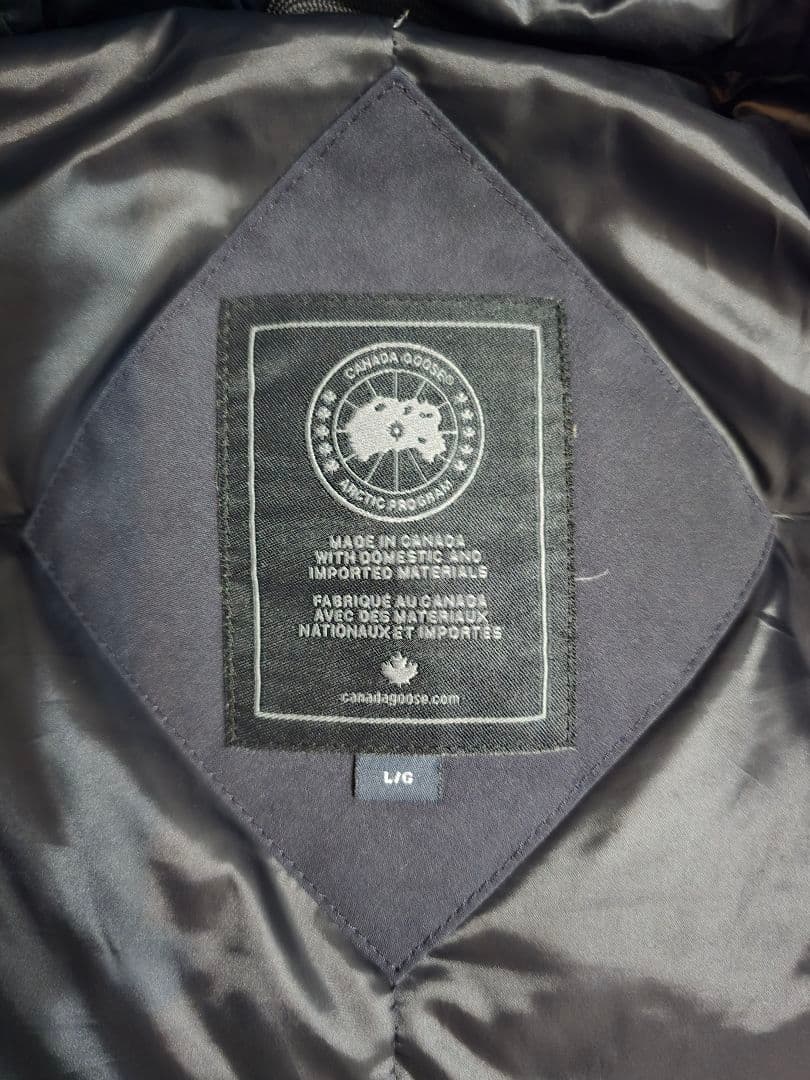 CANADA GOOSE®
ARCTIC PROGRAM
MADE IN CANADA
WITH DOMESTIC AND
IMPORTED MATERIALS
FABRIQUÉ AU CANADA
AVEC DES MATÉRIAUX
NATIONAUX ET IMPORTÉS
canadagoose.com
L/G